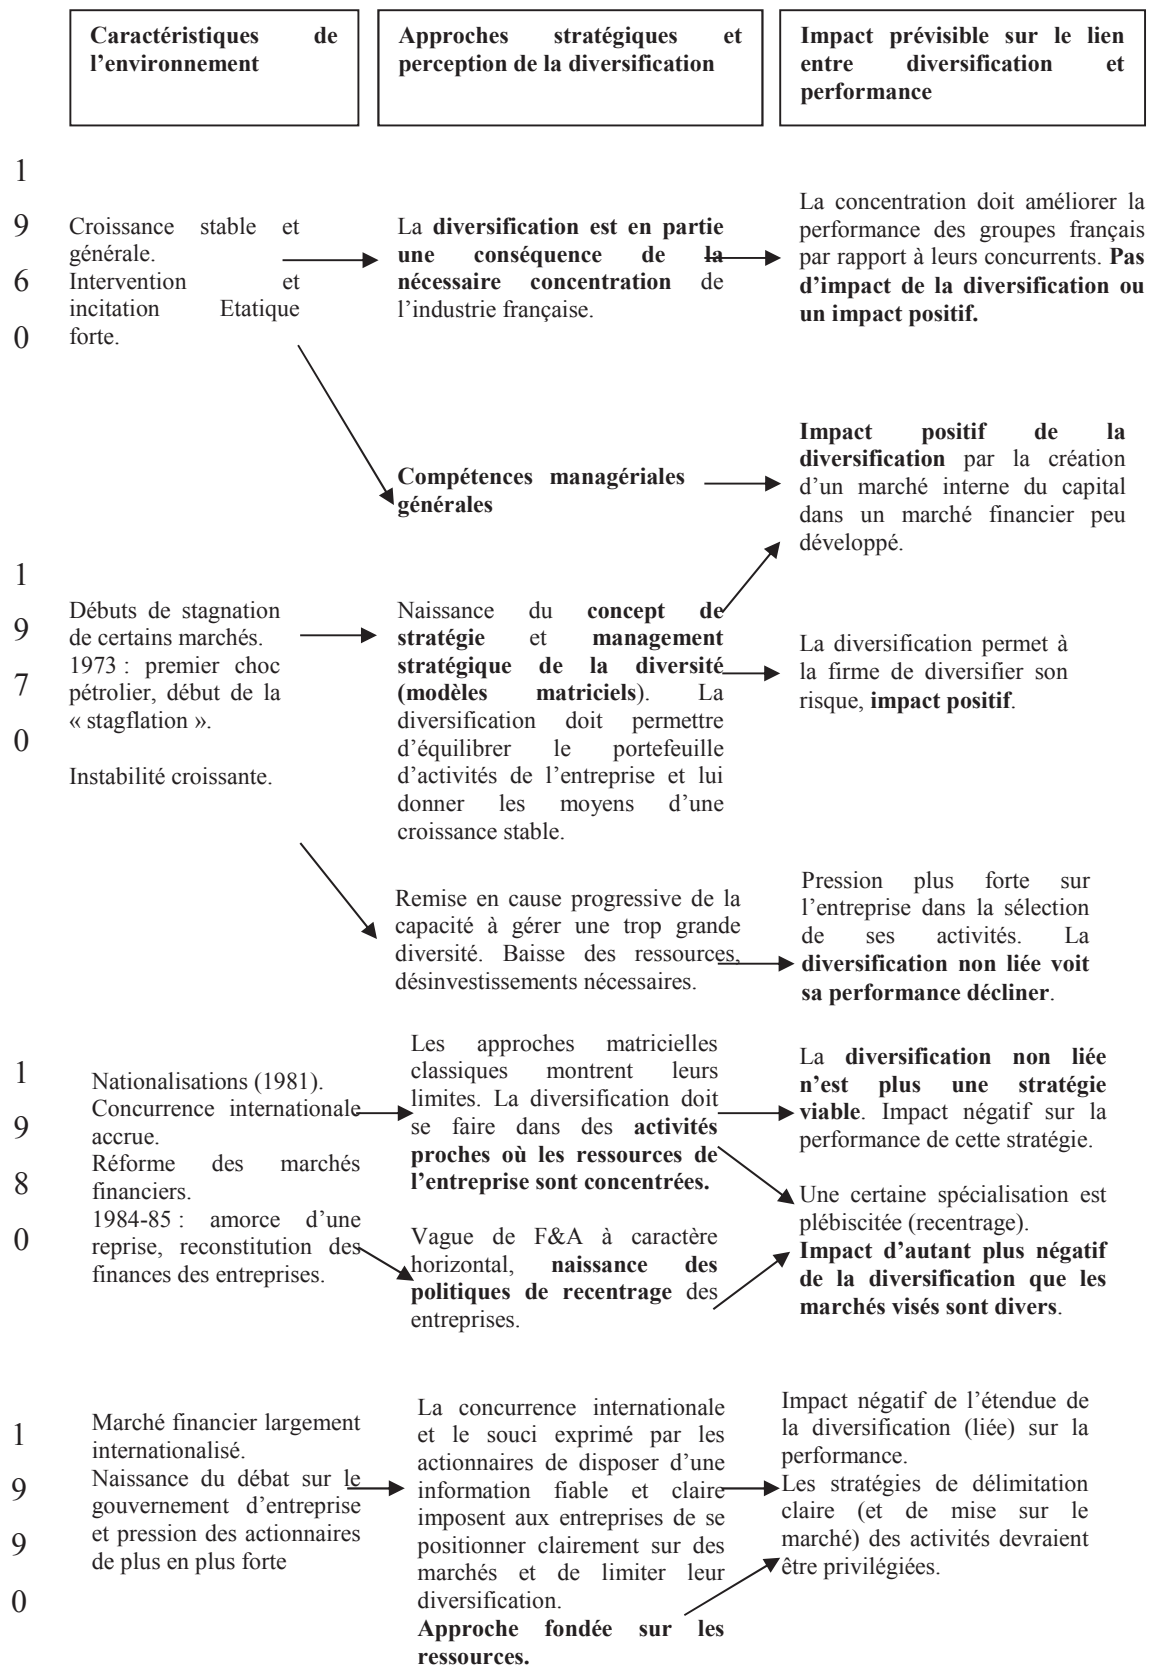 Caractéristiques de
l'environnement
Approches stratégiques et
perception de la diversification
Impact prévisible sur le lien
entre diversification et
performance
1
9
6
0
Croissance stable et
générale.
Intervention et
incitation Etatique
forte.
La diversification est en partie
une conséquence de la
nécessaire concentration de
l'industrie française.
La concentration doit améliorer la
performance des groupes français
par rapport à leurs concurrents. Pas
d'impact de la diversification ou
un impact positif.
Compétences managériales
générales
Impact positif de la
diversification par la création
d'un marché interne du capital
dans un marché financier peu
développé.
1
9
7
0
Débuts de stagnation
de certains marchés.
1973 : premier choc
pétrolier, début de la
« stagflation ».
Instabilité croissante.
Naissance du concept de
stratégie et management
stratégique de la diversité
(modèles matriciels). La
diversification doit permettre
d'équilibrer le portefeuille
d'activités de l'entreprise et lui
donner les moyens d'une
croissance stable.
La diversification permet à
la firme de diversifier son
risque, impact positif.
Remise en cause progressive de la
capacité à gérer une trop grande
diversité. Baisse des ressources,
désinvestissements nécessaires.
Pression plus forte sur
l'entreprise dans la sélection
de ses activités. La
diversification non liée voit
sa performance décliner.
1
9
8
0
Nationalisations (1981).
Concurrence internationale
accrue.
Réforme des marchés
financiers.
1984-85 : amorce d'une
reprise, reconstitution des
finances des entreprises.
Les approches matricielles
classiques montrent leurs
limites. La diversification doit
se faire dans des activités
proches où les ressources de
l'entreprise sont concentrées.
Vague de F&A à caractère
horizontal, naissance des
politiques de recentrage des
entreprises.
La diversification non liée
n'est plus une stratégie
viable. Impact négatif sur la
performance de cette stratégie.
Une certaine spécialisation est
plébiscitée (recentrage).
Impact d'autant plus négatif
de la diversification que les
marchés visés sont divers.
1
9
9
0
Marché financier largement
internationalisé.
Naissance du débat sur le
gouvernement d'entreprise
et pression des actionnaires
de plus en plus forte
La concurrence internationale
et le souci exprimé par les
actionnaires de disposer d'une
information fiable et claire
imposent aux entreprises de se
positionner clairement sur des
marchés et de limiter leur
diversification.
Approche fondée sur les
ressources.
Impact négatif de l'étendue de
la diversification (liée) sur la
performance.
Les stratégies de délimitation
claire (et de mise sur le
marché) des activités devraient
être privilégiées.